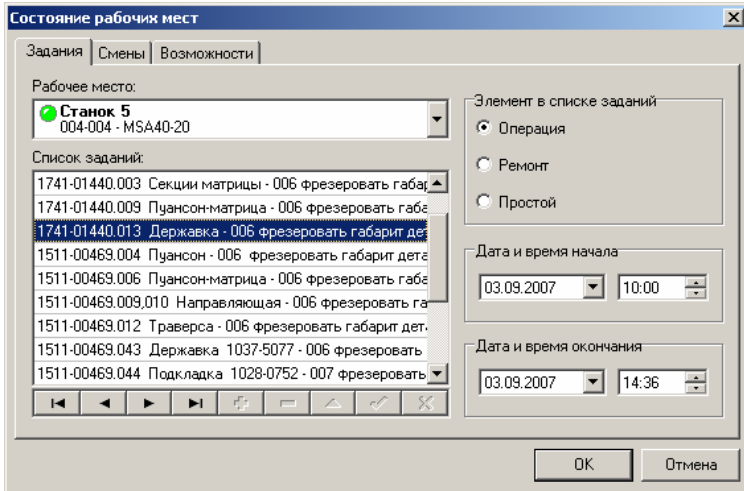 Состояние рабочих мест
Задания
Смены
Возможности
Рабочее место:
Станок 5
004-004 - MSA40-20
Список заданий:
1741-01440.003 Секции матрицы - 006 фрезеровать габар
1741-01440.009 Пуансон-матрица - 006 фрезеровать габа
1741-01440.013 Державка - 006 фрезеровать габарит дет
1511-00469.004 Пуансон - 006 фрезеровать габарит дета
1511-00469.006 Пуансон-матрица - 006 фрезеровать габа
1511-00469.009,010 Направляющая - 006 фрезеровать га
1511-00469.012 Траверса - 006 фрезеровать габарит дет
1511-00469.043 Державка 1037-5077 - 006 фрезеровать
1511-00469.044 Подкладка 1028-0752 - 007 фрезеровать
Элемент в списке заданий
Операция
Ремонт
Простой
Дата и время начала
03.09.2007
10:00
Дата и время окончания
03.09.2007
14:36
OK
Отмена